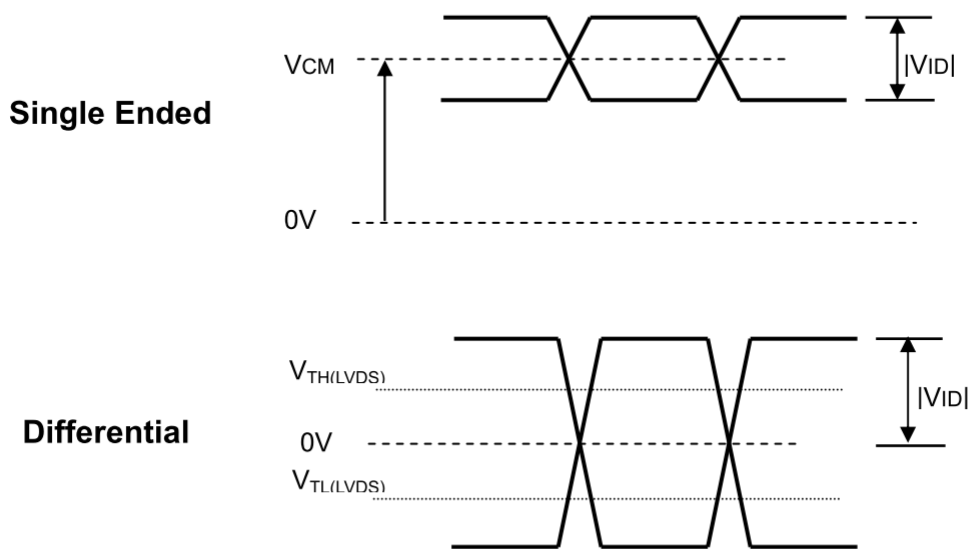 VCM
|VID|
Single Ended
0V
VTH(LVDS)
|VID|
Differential
0V
VTL(LVDS)